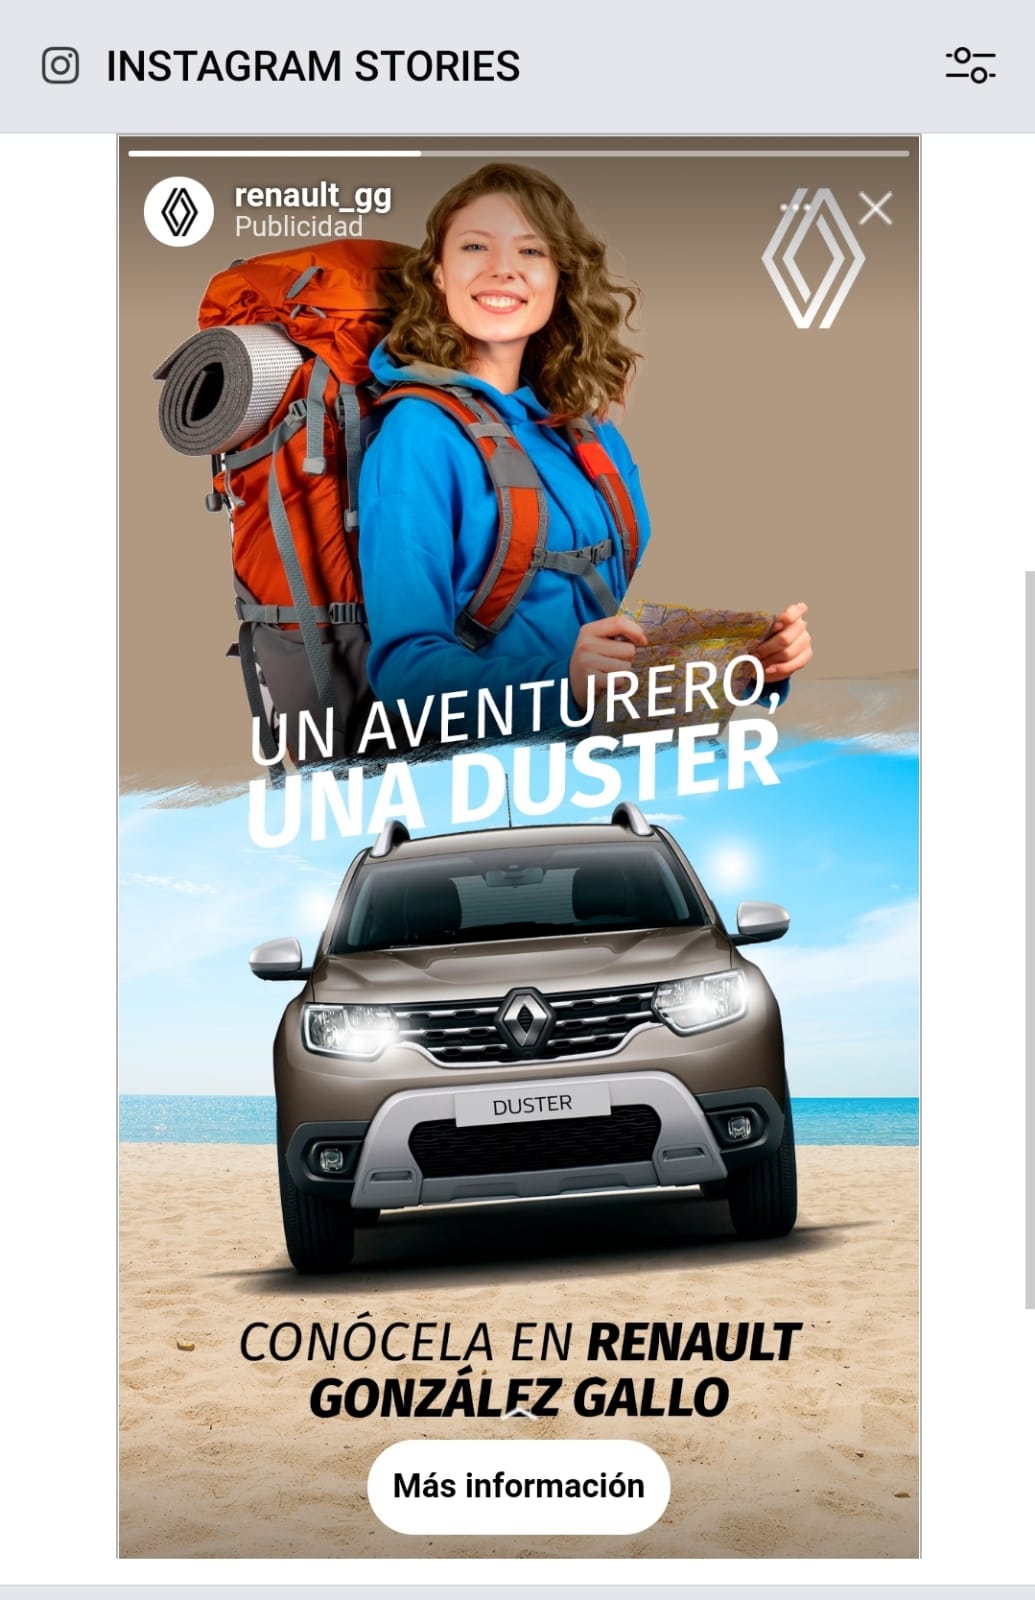 INSTAGRAM STORIES
renault_gg
Publicidad
UN AVENTURERO,
UNA DUSTER
DUSTER
CONÓCELA EN RENAULT
GONZÁLEZ GALLO
Más información